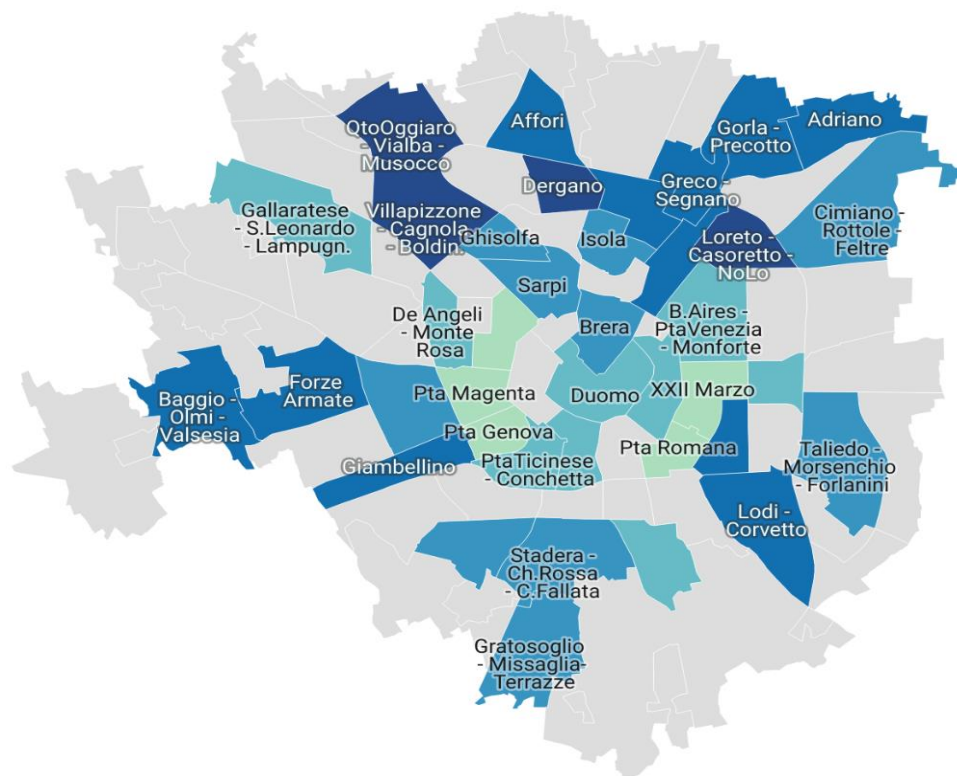 Affori
QtoOggiaro
- Vialba -
Musocco
Gorla -
Precotto
Adriano
Dergano
Greco -
Segnano
Gallaratese
- S.Leonardo
- Lampugn.
Villapizzone
- Cagnola
- Boldin.
Ghisolfa
Isola
Loreto -
Casoretto -
NoLo
Cimiano -
Rottole -
Feltre
Sarpi
De Angeli
- Monte
Rosa
Brera
B.Aires -
PtaVenezia
- Monforte
Baggio -
Olmi -
Valsesia
Forze
Armate
Pta Magenta
Duomo
XXII Marzo
Pta Genova
Giambellino
PtaTicinese
- Conchetta
Pta Romana
Taliedo -
Morsenchio
- Forlanini
Lodi -
Corvetto
Stadera -
Ch.Rossa
- C.Fallata
Gratosoglio
- Missaglia-
Terrazze